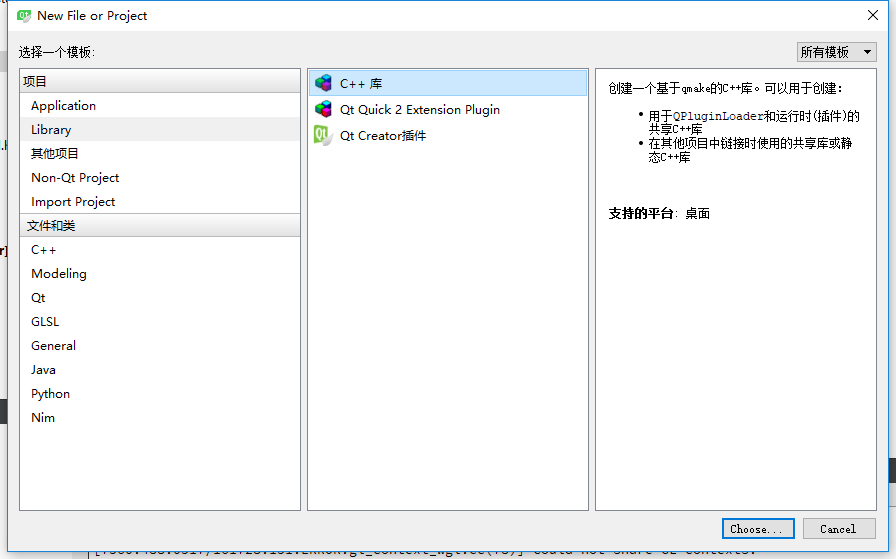 New File or Project
选择一个模板:
所有模板
项目
Application
Library
其他项目
Non-Qt Project
Import Project
文件和类
C++
Modeling
Qt
GLSL
General
Java
Python
Nim
C++ 库
Qt Quick 2 Extension Plugin
Qt Creator插件
创建一个基于qmake的C++库。可以用于创建:
• 用于QPluginLoader和运行时(插件)的
共享C++库
• 在其他项目中链接时使用的共享库或静
态C++库
支持的平台: 桌面
Choose...
Cancel